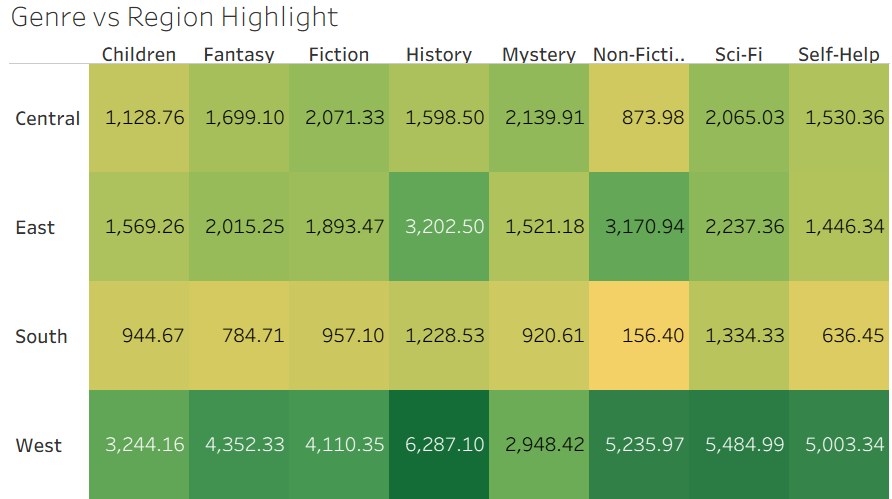 Genre vs Region Highlight
Children Fantasy Fiction History Mystery Non-Ficti.. Sci-Fi Self-Help
Central 1,128.76 1,699.10 2,071.33 1,598.50 2,139.91 873.98 2,065.03 1,530.36
East 1,569.26 2,015.25 1,893.47 3,202.50 1,521.18 3,170.94 2,237.36 1,446.34
South 944.67 784.71 957.10 1,228.53 920.61 156.40 1,334.33 636.45
West 3,244.16 4,352.33 4,110.35 6,287.10 2,948.42 5,235.97 5,484.99 5,003.34